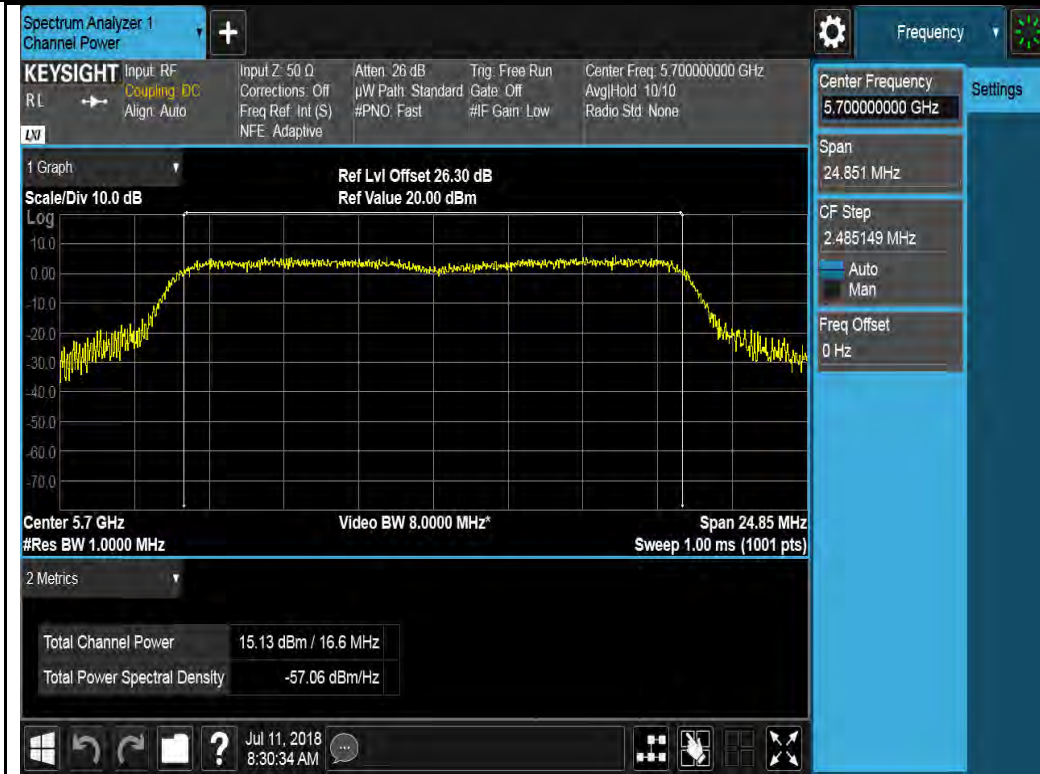 Spectrum Analyzer 1
Channel Power
+
Frequency
KEYSIGHT
RL
LXI
Input: RF
Coupling: DC
Align: Auto
Input Z: 50 Ω
Corrections: Off
Freq Ref: Int (S)
NFE: Adaptive
Atten: 26 dB
µW Path: Standard
#PNO: Fast
Trig: Free Run
Gate: Off
#IF Gain: Low
Center Freq: 5.700000000 GHz
Avg|Hold: 10/10
Radio Std: None
Center Frequency
5.700000000 GHz
Settings
Span
24.851 MHz
CF Step
2.485149 MHz
Auto
Man
Freq Offset
0 Hz
1 Graph
Scale/Div 10.0 dB
Ref Lvl Offset 26.30 dB
Ref Value 20.00 dBm
Log
10.0
0.00
-10.0
-20.0
-30.0
-40.0
-50.0
-60.0
-70.0
Center 5.7 GHz
#Res BW 1.0000 MHz
Video BW 8.0000 MHz*
Span 24.85 MHz
Sweep 1.00 ms (1001 pts)
2 Metrics
Total Channel Power 15.13 dBm / 16.6 MHz
Total Power Spectral Density -57.06 dBm/Hz
?
Jul 11, 2018
8:30:34 AM